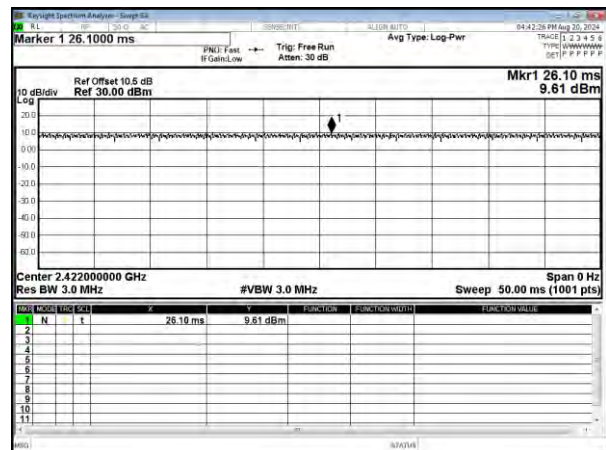 Keysight Spectrum Analyzer - Swept SA
RL RF 50 Ω AC SENSE:INT ALIGN AUTO 04:42:26 PM Aug 20, 2024
Marker 1 26.1000 ms
PNO: Fast Trig: Free Run Avg Type: Log-Pwr TRACE 1 2 3 4 5 6
IFGain:Low Atten: 30 dB TYPE WWWWWW
DET P P P P P P
Ref Offset 10.5 dB Mkr1 26.10 ms
10 dB/div Ref 30.00 dBm 9.61 dBm
Log
20.0
1
10.0
0.00
-10.0
-20.0
-30.0
-40.0
-50.0
-60.0
Center 2.422000000 GHz Span 0 Hz
Res BW 3.0 MHz #VBW 3.0 MHz Sweep 50.00 ms (1001 pts)
MKR MODE TRC SCL X Y FUNCTION FUNCTION WIDTH FUNCTION VALUE
1 N t 26.10 ms 9.61 dBm
2
3
4
5
6
7
8
9
10
11
MSG STATUS